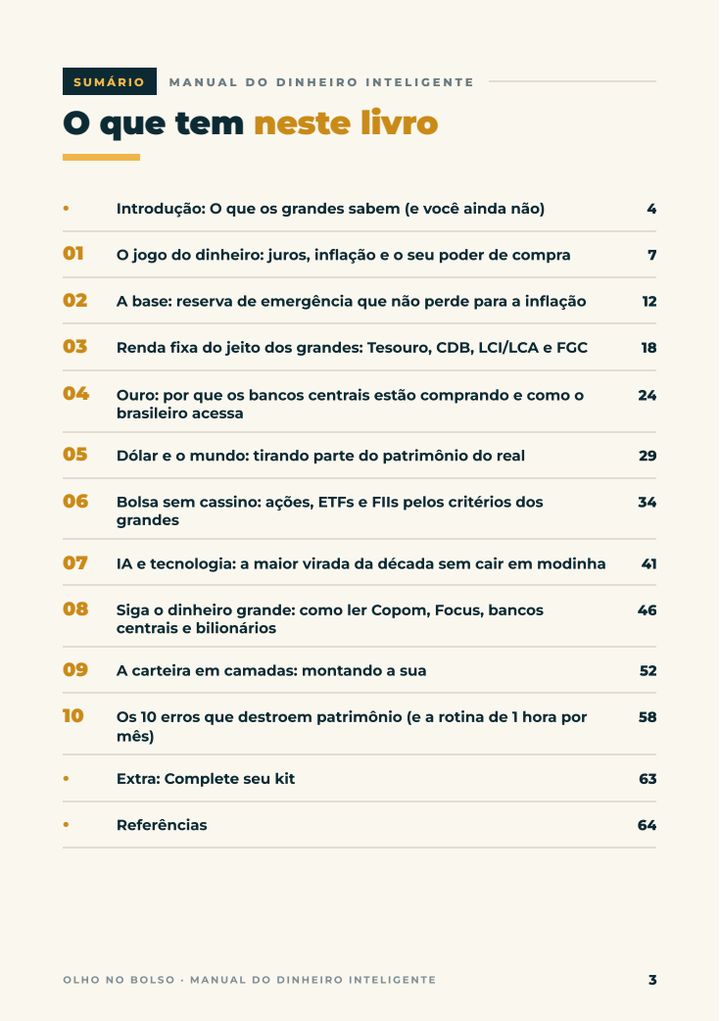 SUMÁRIO MANUAL DO DINHEIRO INTELIGENTE
O que tem neste livro
• Introdução: O que os grandes sabem (e você ainda não) 4
01 O jogo do dinheiro: juros, inflação e o seu poder de compra 7
02 A base: reserva de emergência que não perde para a inflação 12
03 Renda fixa do jeito dos grandes: Tesouro, CDB, LCI/LCA e FGC 18
04 Ouro: por que os bancos centrais estão comprando e como o 24
brasileiro acessa
05 Dólar e o mundo: tirando parte do patrimônio do real 29
06 Bolsa sem cassino: ações, ETFs e FIIs pelos critérios dos 34
grandes
07 IA e tecnologia: a maior virada da década sem cair em modinha 41
08 Siga o dinheiro grande: como ler Copom, Focus, bancos 46
centrais e bilionários
09 A carteira em camadas: montando a sua 52
10 Os 10 erros que destroem patrimônio (e a rotina de 1 hora por 58
mês)
• Extra: Complete seu kit 63
• Referências 64
OLHO NO BOLSO · MANUAL DO DINHEIRO INTELIGENTE 3